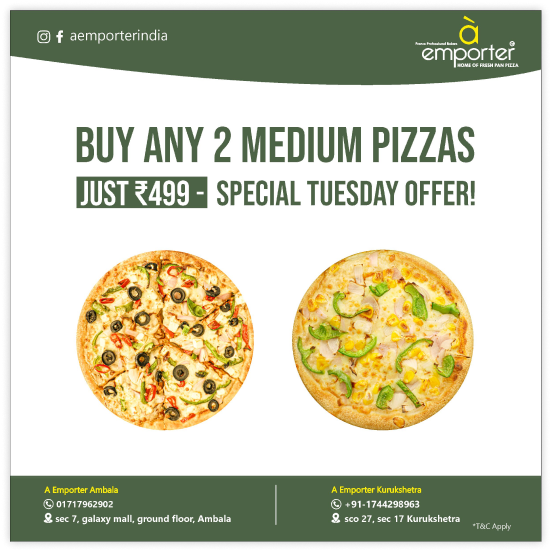 aemporterindia
à
Festive Professional Bakers
emporter
HOME OF FRESH PAN PIZZA
BUY ANY 2 MEDIUM PIZZAS
JUST ₹499 - SPECIAL TUESDAY OFFER!
A Emporter Ambala
01717962902
sec 7, galaxy mall, ground floor, Ambala
A Emporter Kurukshetra
+91-1744298963
sco 27, sec 17 Kurukshetra
*T&C Apply